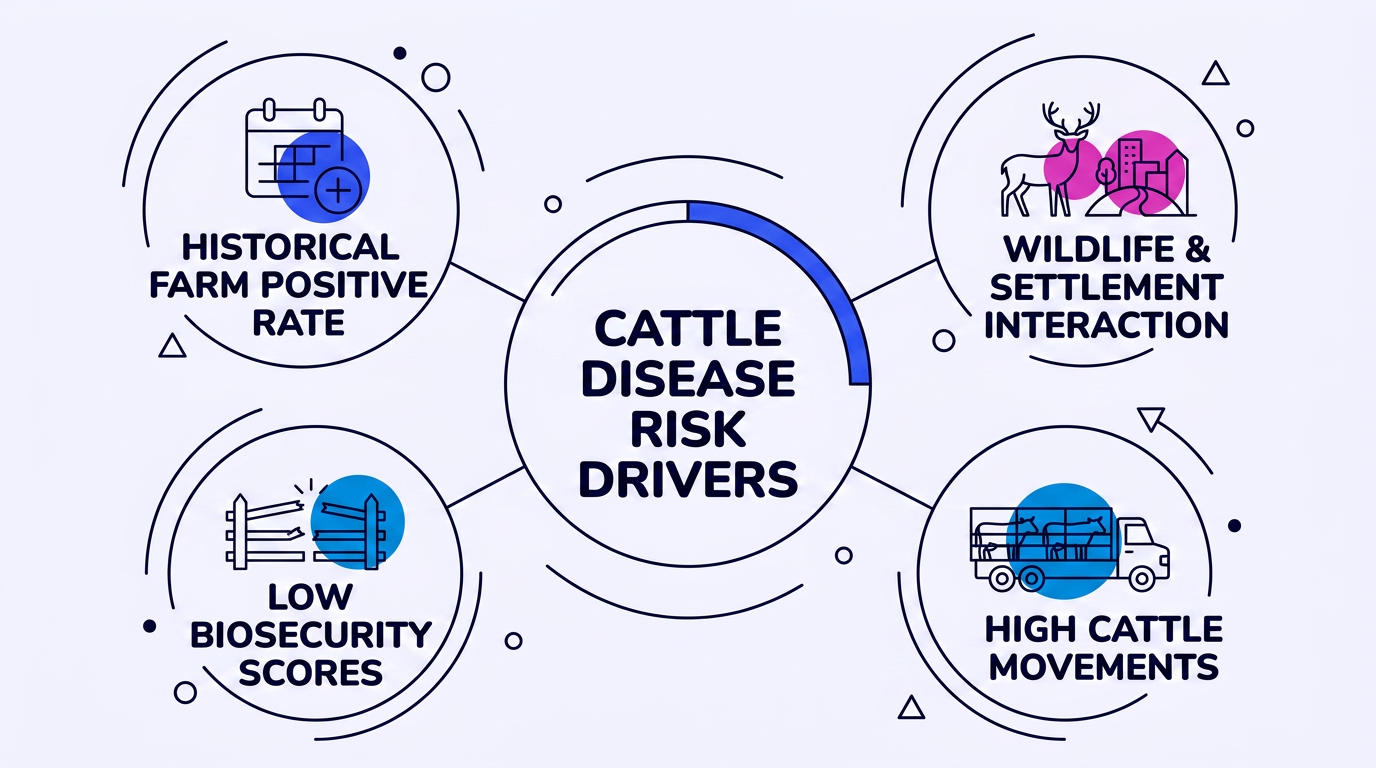 HISTORICAL
FARM POSITIVE
RATE
WILDLIFE &
SETTLEMENT
INTERACTION
CATTLE
DISEASE
RISK
DRIVERS
LOW
BIOSECURITY
SCORES
HIGH CATTLE
MOVEMENTS